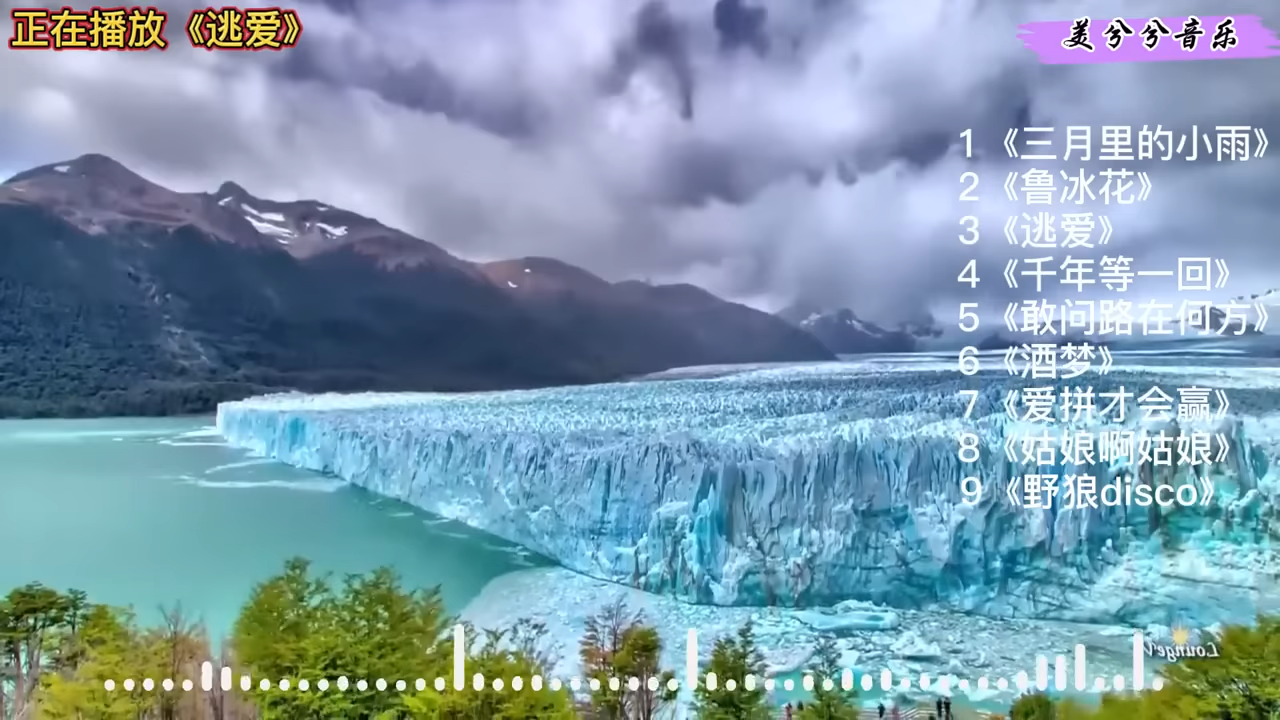 正在播放《逃爱》
美兮兮音乐
1《三月里的小雨》
2《鲁冰花》
3《逃爱》
4《千年等一回》
5《敢问路在何方》
6《酒梦》
7《爱拼才会赢》
8《姑娘啊姑娘》
9《野狼disco》
LoungeV